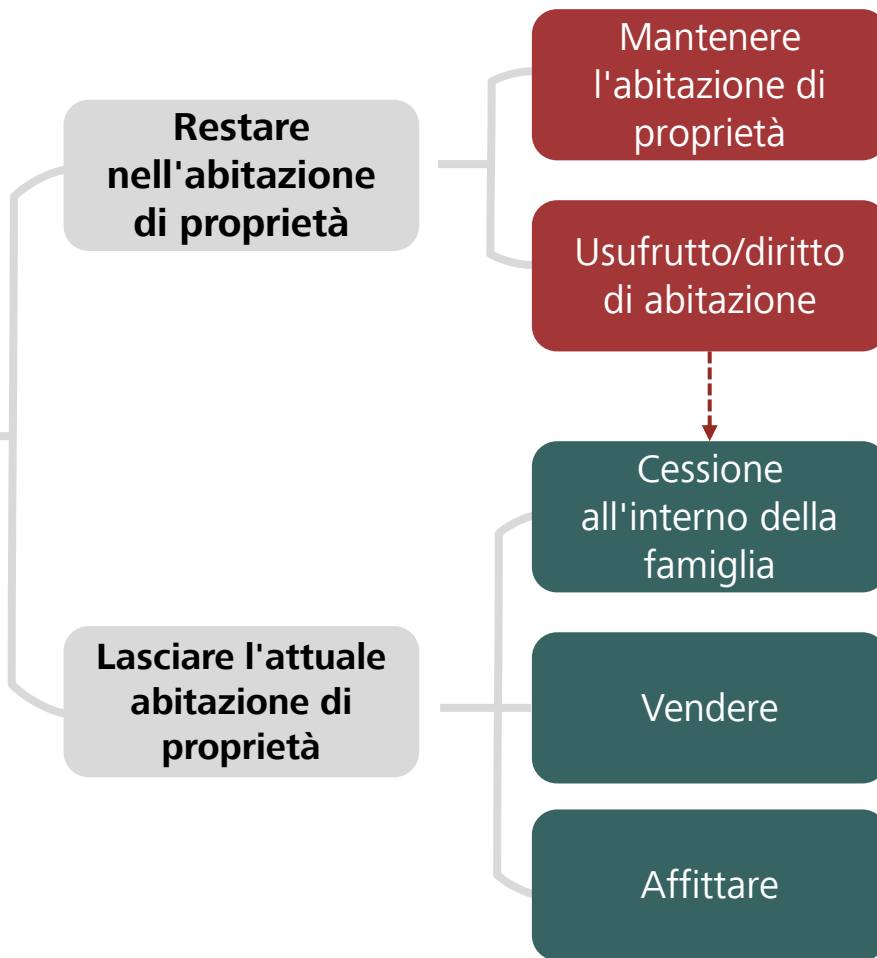 Restare
nell'abitazione
di proprietà
Mantenere
l'abitazione di
proprietà
Usufrutto/diritto
di abitazione
Lasciare l'attuale
abitazione di
proprietà
Cessione
all'interno della
famiglia
Vendere
Affittare